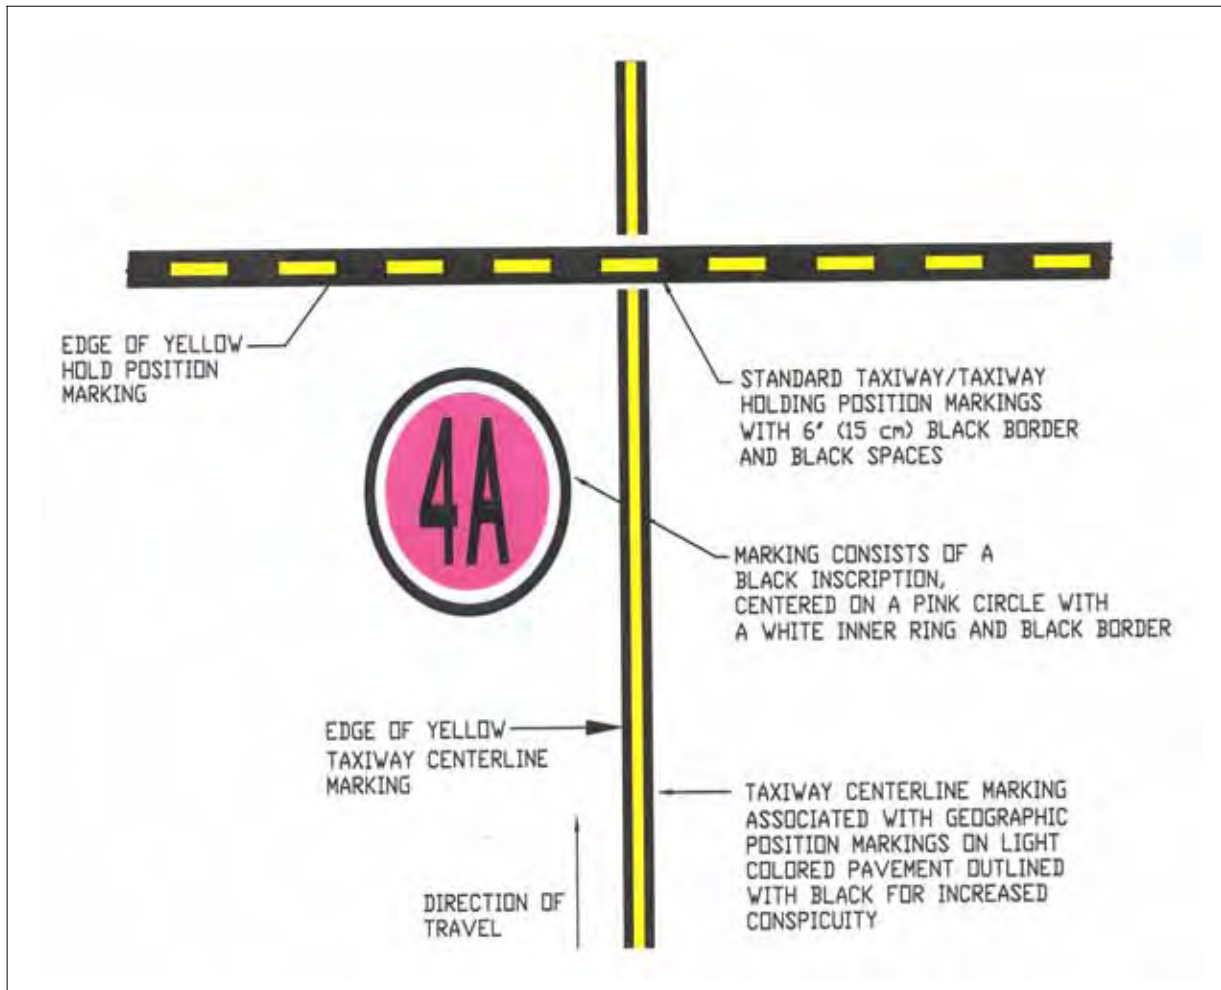 EDGE OF YELLOW
HOLD POSITION
MARKING
STANDARD TAXIWAY/TAXIWAY
HOLDING POSITION MARKINGS
WITH 6" (15 cm) BLACK BORDER
AND BLACK SPACES
4A
MARKING CONSISTS OF A
BLACK INSCRIPTION,
CENTERED ON A PINK CIRCLE WITH
A WHITE INNER RING AND BLACK BORDER
EDGE OF YELLOW
TAXIWAY CENTERLINE
MARKING
TAXIWAY CENTERLINE MARKING
ASSOCIATED WITH GEOGRAPHIC
POSITION MARKINGS ON LIGHT
COLORED PAVEMENT OUTLINED
WITH BLACK FOR INCREASED
CONSPICUITY
DIRECTION OF
TRAVEL